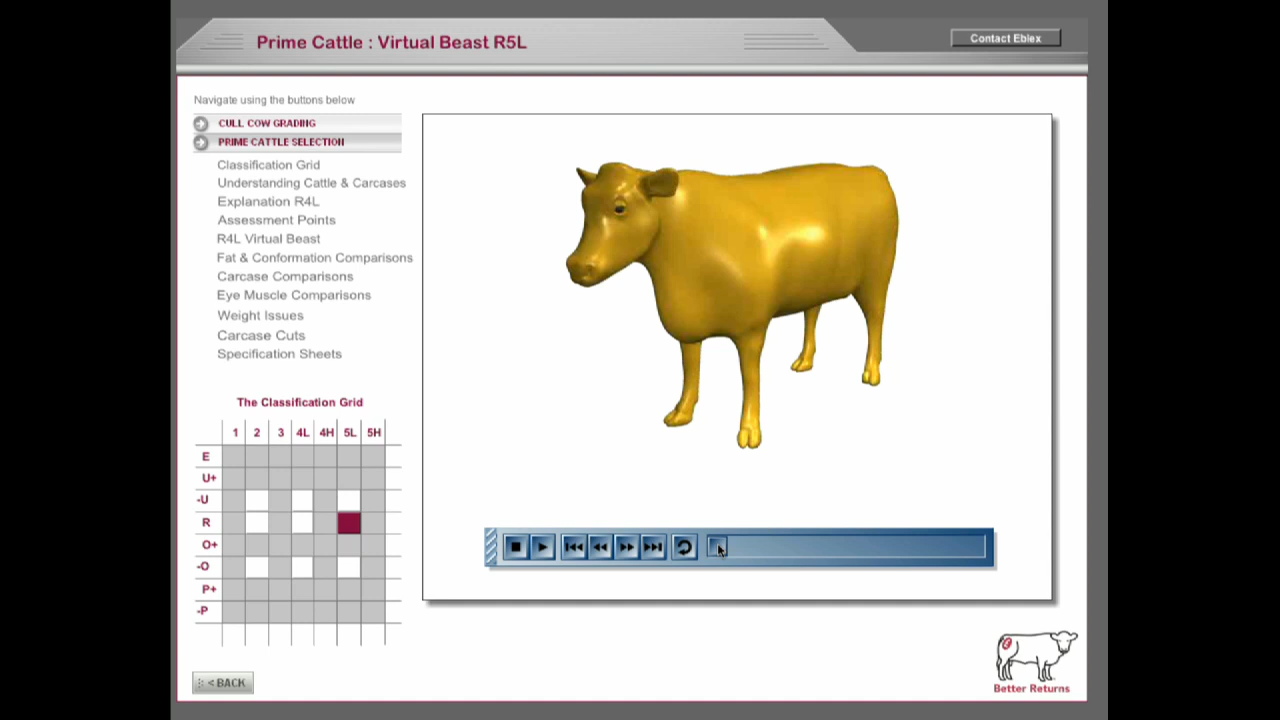 Prime Cattle : Virtual Beast R5L
Contact Eblex
Navigate using the buttons below
CULL COW GRADING
PRIME CATTLE SELECTION
Classification Grid
Understanding Cattle & Carcases
Explanation R4L
Assessment Points
R4L Virtual Beast
Fat & Conformation Comparisons
Carcase Comparisons
Eye Muscle Comparisons
Weight Issues
Carcase Cuts
Specification Sheets
The Classification Grid
1 2 3 4L 4H 5L 5H
E
U+
-U
R
O+
-O
P+
-P
< BACK
Better Returns